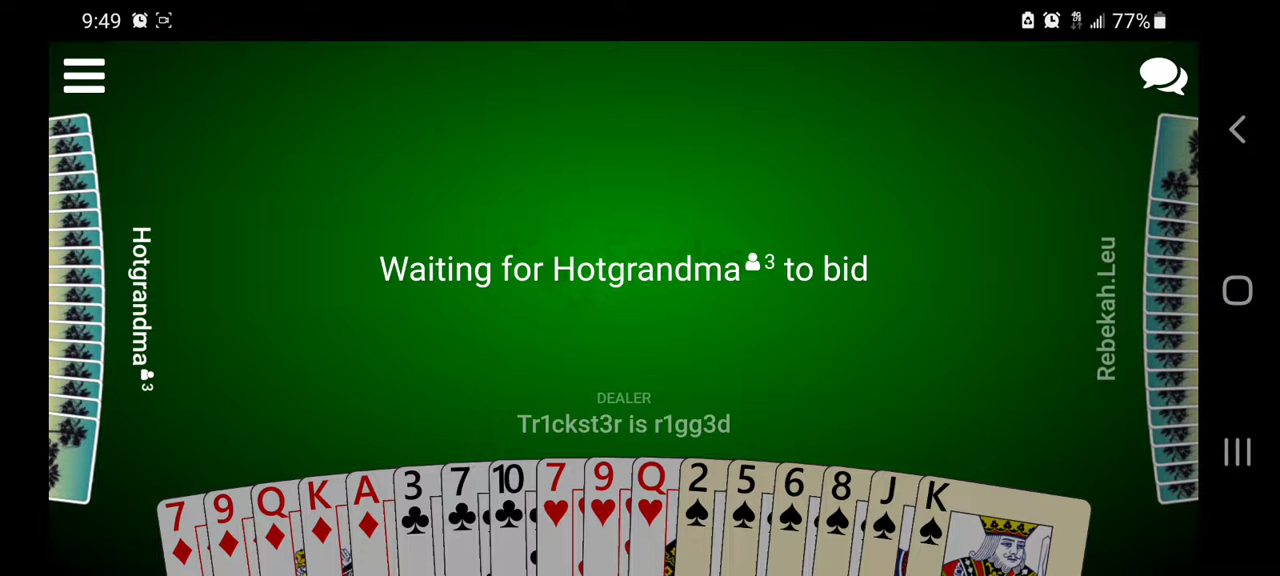 9:49
77%
Waiting for Hotgrandma 3 to bid
Hotgrandma 3
Rebekah.Leu
DEALER
Tr1ckst3r is r1gg3d
7 9 Q K A 3 7 10 7 9 Q 2 5 6 8 J K